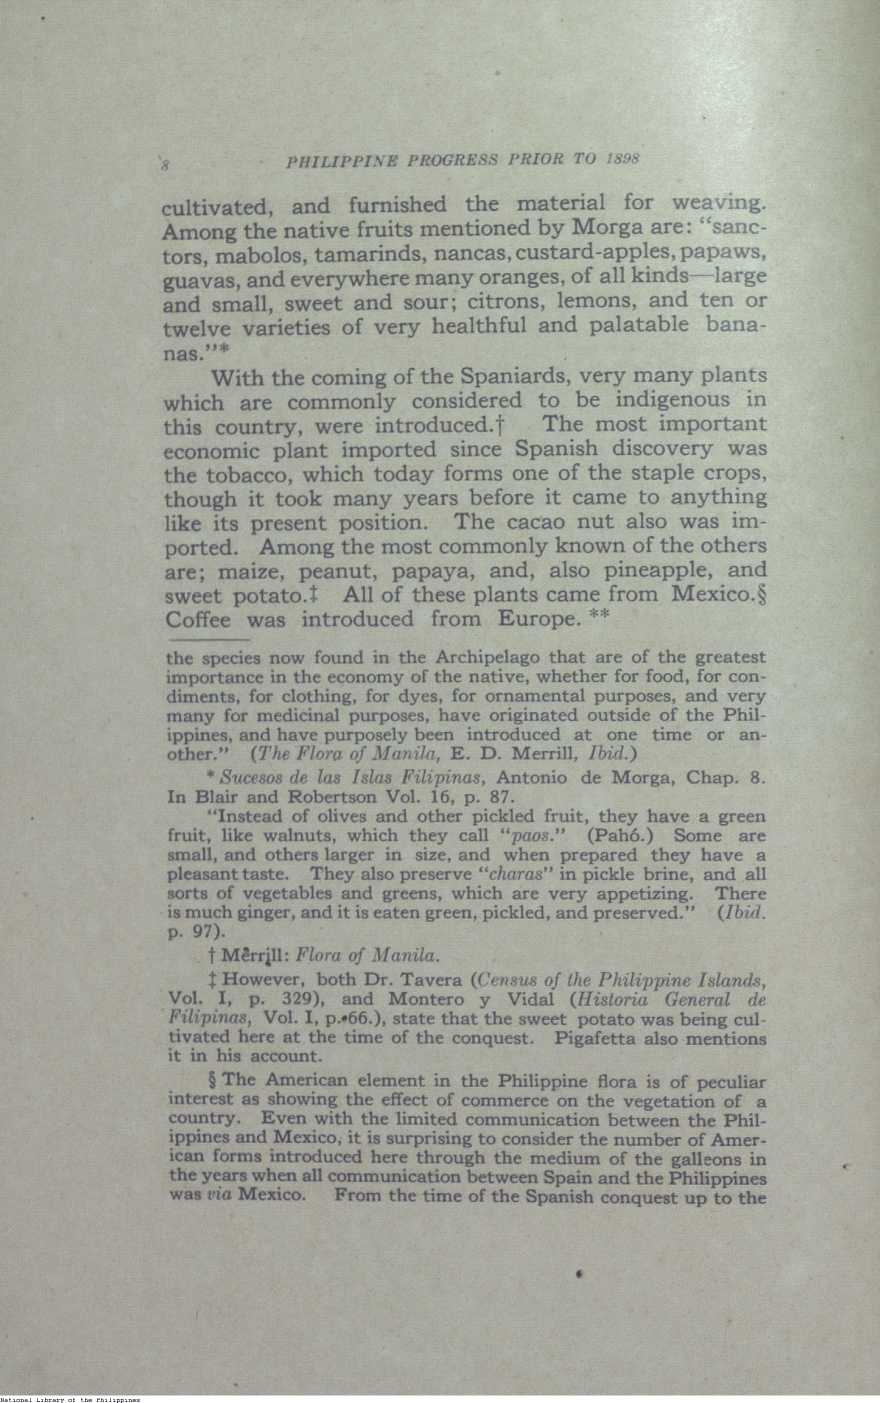 8 PHILIPPINE PROGRESS PRIOR TO 1898
cultivated, and furnished the material for weaving.
Among the native fruits mentioned by Morga are: "sanc-
tors, mabolos, tamarinds, nancas, custard-apples, papaws,
guavas, and everywhere many oranges, of all kinds—large
and small, sweet and sour; citrons, lemons, and ten or
twelve varieties of very healthful and palatable bana-
nas."*
With the coming of the Spaniards, very many plants
which are commonly considered to be indigenous in
this country, were introduced.† The most important
economic plant imported since Spanish discovery was
the tobacco, which today forms one of the staple crops,
though it took many years before it came to anything
like its present position. The cacao nut also was im-
ported. Among the most commonly known of the others
are; maize, peanut, papaya, and, also pineapple, and
sweet potato.‡ All of these plants came from Mexico.§
Coffee was introduced from Europe. **
the species now found in the Archipelago that are of the greatest
importance in the economy of the native, whether for food, for con-
diments, for clothing, for dyes, for ornamental purposes, and very
many for medicinal purposes, have originated outside of the Phil-
ippines, and have purposely been introduced at one time or an-
other." (The Flora of Manila, E. D. Merrill, Ibid.)
* Sucesos de las Islas Filipinas, Antonio de Morga, Chap. 8.
In Blair and Robertson Vol. 16, p. 87.
"Instead of olives and other pickled fruit, they have a green
fruit, like walnuts, which they call "paos." (Pahó.) Some are
small, and others larger in size, and when prepared they have a
pleasant taste. They also preserve "charas" in pickle brine, and all
sorts of vegetables and greens, which are very appetizing. There
is much ginger, and it is eaten green, pickled, and preserved." (Ibid.
p. 97).
† Merrill: Flora of Manila.
‡ However, both Dr. Tavera (Census of the Philippine Islands,
Vol. I, p. 329), and Montero y Vidal (Historia General de
Filipinas, Vol. I, p. 66.), state that the sweet potato was being cul-
tivated here at the time of the conquest. Pigafetta also mentions
it in his account.
§ The American element in the Philippine flora is of peculiar
interest as showing the effect of commerce on the vegetation of a
country. Even with the limited communication between the Phil-
ippines and Mexico, it is surprising to consider the number of Amer-
ican forms introduced here through the medium of the galleons in
the years when all communication between Spain and the Philippines
was via Mexico. From the time of the Spanish conquest up to the
National Library of the Philippines